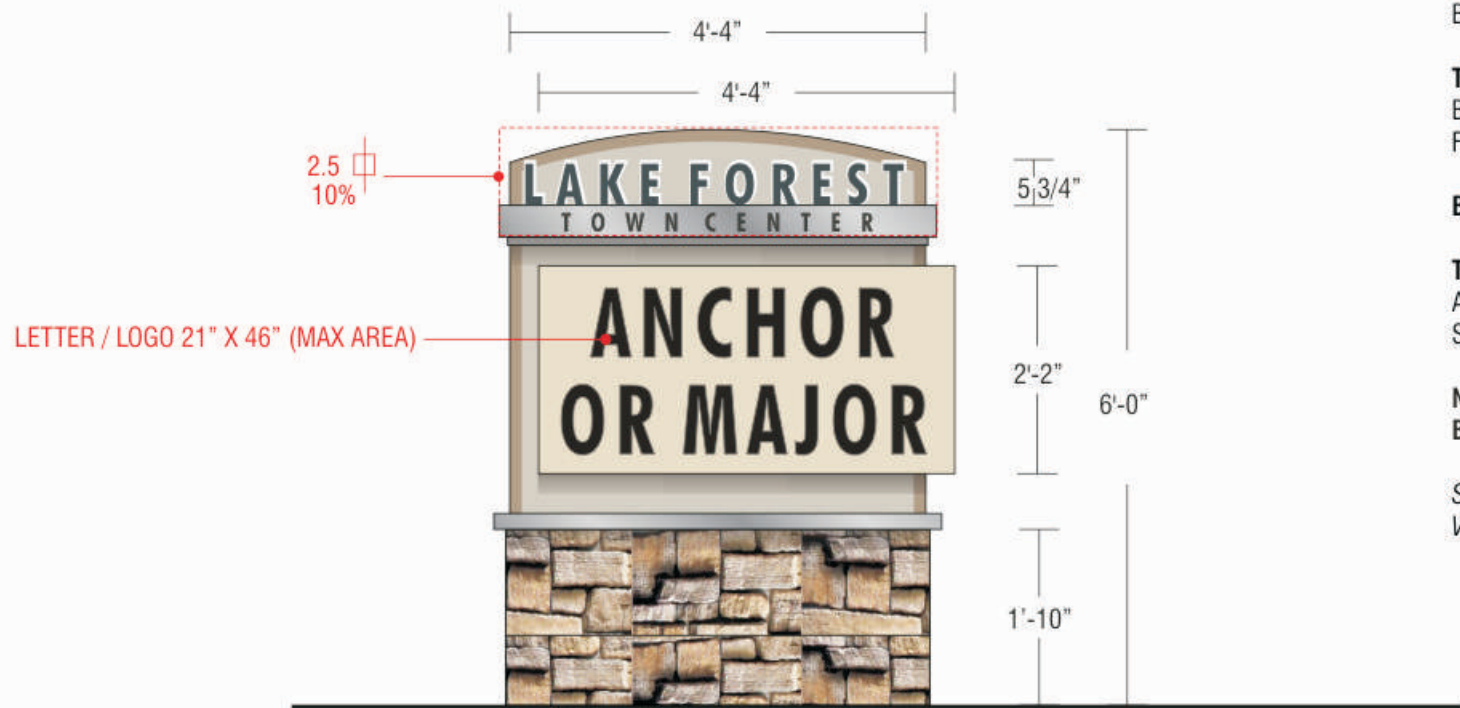 4'-4"
4'-4"
2.5
10%
LAKE FOREST
TOWN CENTER
5 3/4"
LETTER / LOGO 21" X 46" (MAX AREA)
ANCHOR
OR MAJOR
2'-2"
6'-0"
1'-10"